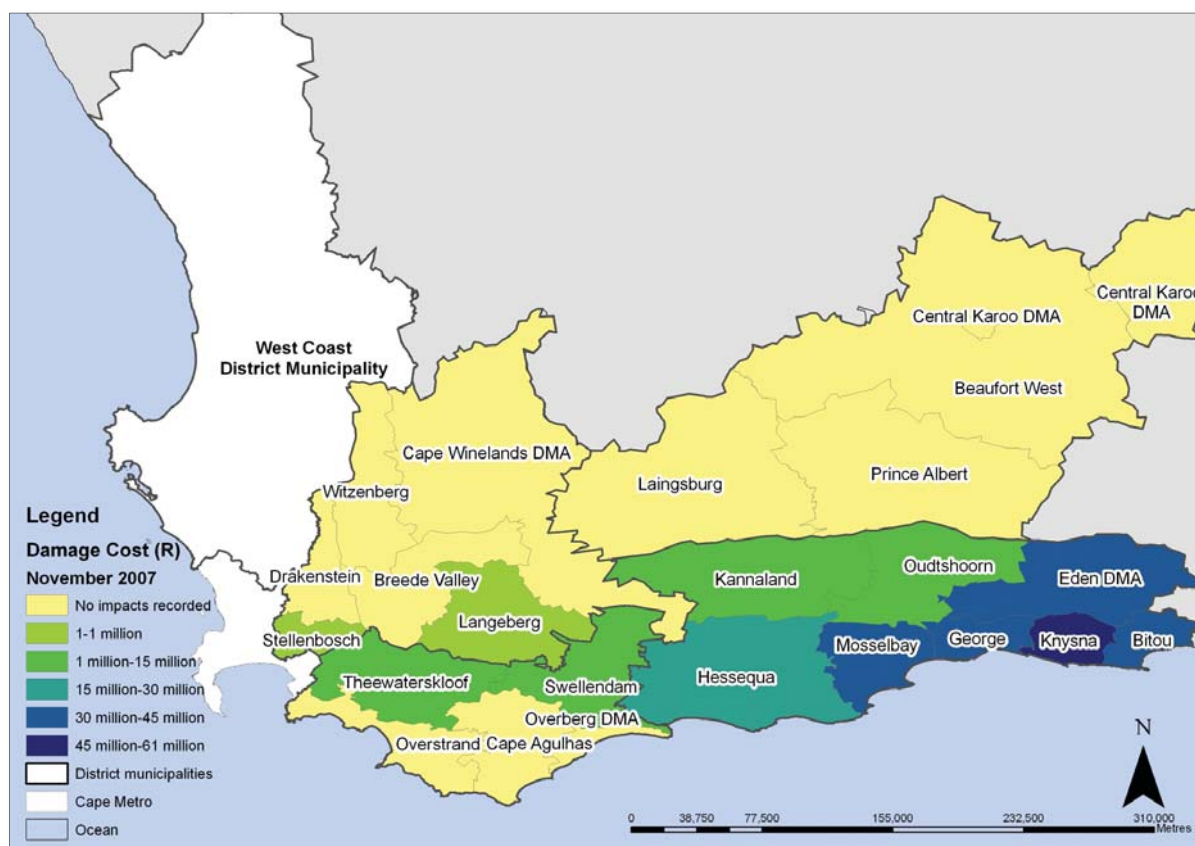 Central Karoo
DMA
Central Karoo DMA
West Coast
District Municipality
Beaufort West
Cape Winelands DMA
Prince Albert
Laingsburg
Witzenberg
Legend
Damage Cost (R)
November 2007
No impacts recorded
1-1 million
1 million-15 million
15 million-30 million
30 million-45 million
45 million-61 million
District municipalities
Cape Metro
Ocean
Drakenstein
Breede Valley
Kannaland
Oudtshoorn
Eden DMA
Stellenbosch
Langeberg
Mosselbay
George
Knysna
Bitou
Theewaterskloof
Swellendam
Hessequa
Overberg DMA
Overstrand
Cape Agulhas
N
0 38,750 77,500 155,000 232,500 310,000
Metres